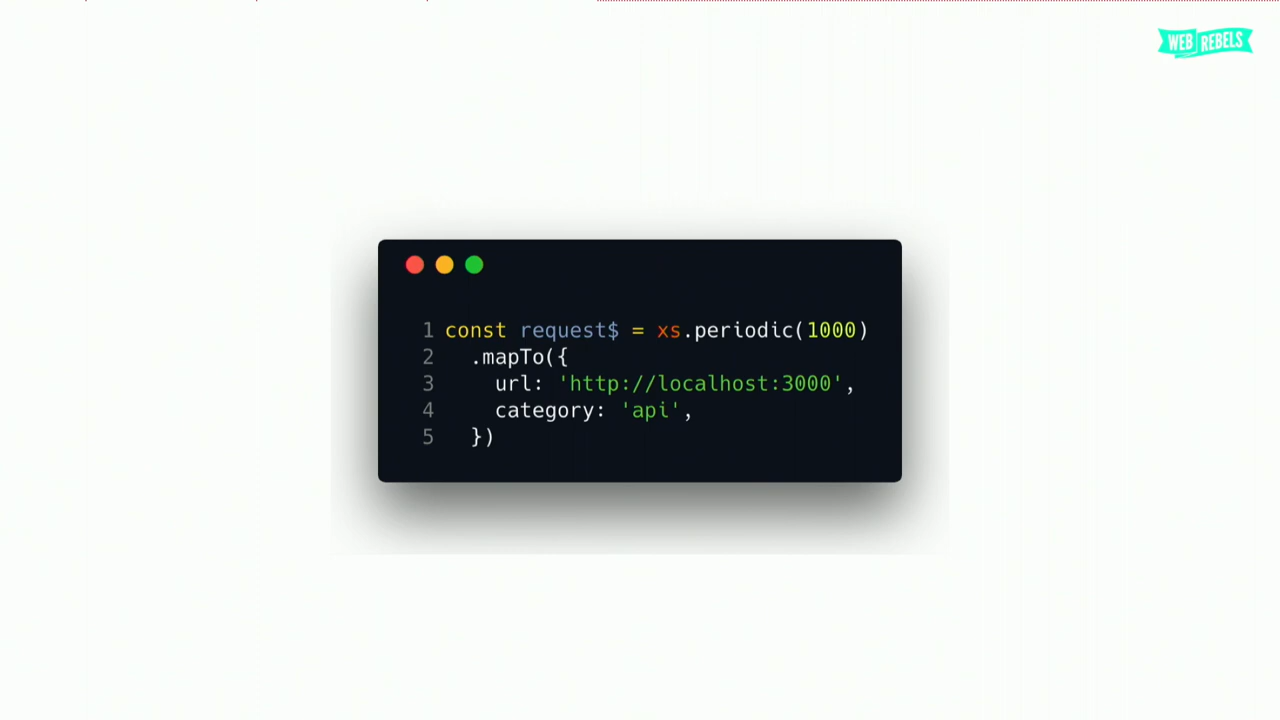 WEB REBELS
1 const request$ = xs.periodic(1000)
2 .mapTo({
3 url: 'http://localhost:3000',
4 category: 'api',
5 })